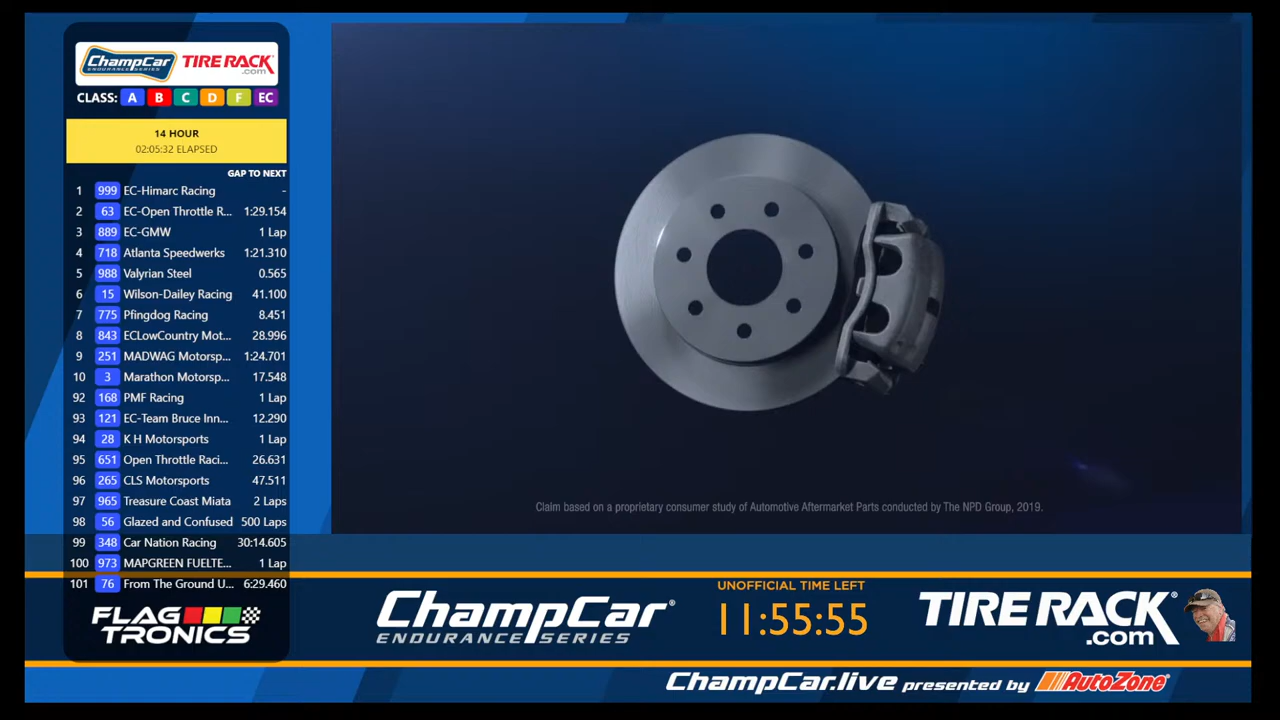 ChampCar
ENDURANCE SERIES
TIRE RACK
.com
CLASS: A B C D F EC
14 HOUR
02:05:32 ELAPSED
GAP TO NEXT
1 999 EC-Himarc Racing -
2 63 EC-Open Throttle R... 1:29.154
3 889 EC-GMW 1 Lap
4 718 Atlanta Speedwerks 1:21.310
5 988 Valyrian Steel 0.565
6 15 Wilson-Dailey Racing 41.100
7 775 Pfingdog Racing 8.451
8 843 ECLowCountry Mot... 28.996
9 251 MADWAG Motorsp... 1:24.701
10 3 Marathon Motorsp... 17.548
92 168 PMF Racing 1 Lap
93 121 EC-Team Bruce Inn... 12.290
94 28 K H Motorsports 1 Lap
95 651 Open Throttle Raci... 26.631
96 265 CLS Motorsports 47.511
97 965 Treasure Coast Miata 2 Laps
98 56 Glazed and Confused 500 Laps
99 348 Car Nation Racing 30:14.605
100 973 MAPGREEN FUELTE... 1 Lap
101 76 From The Ground U... 6:29.460
FLAG
TRONICS
Claim based on a proprietary consumer study of Automotive Aftermarket Parts conducted by The NPD Group, 2019.
ChampCar®
ENDURANCE SERIES
UNOFFICIAL TIME LEFT
11:55:55
TIRE RACK®
.com
ChampCar.live presented by AutoZone